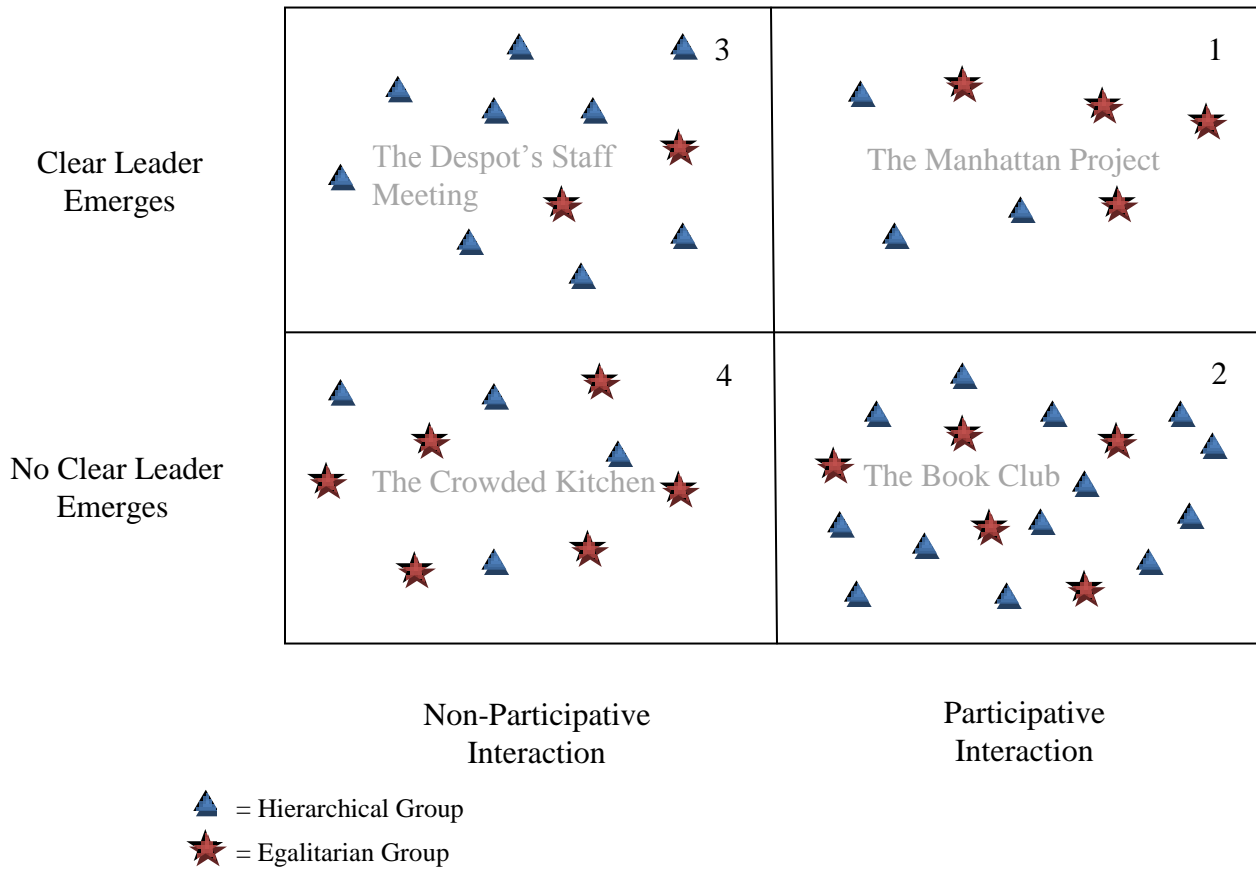 3
1
Clear Leader
Emerges
The Despot’s Staff
Meeting
The Manhattan Project
4
2
No Clear Leader
Emerges
The Crowded Kitchen
The Book Club
Non-Participative
Interaction
Participative
Interaction
= Hierarchical Group
= Egalitarian Group